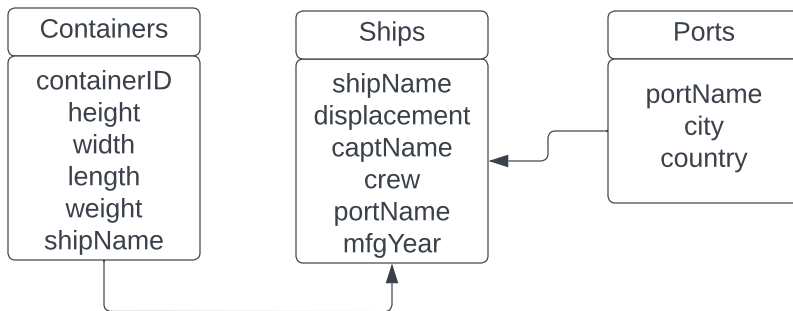 Containers
containerID
height
width
length
weight
shipName
Ships
shipName
displacement
captName
crew
portName
mfgYear
Ports
portName
city
country